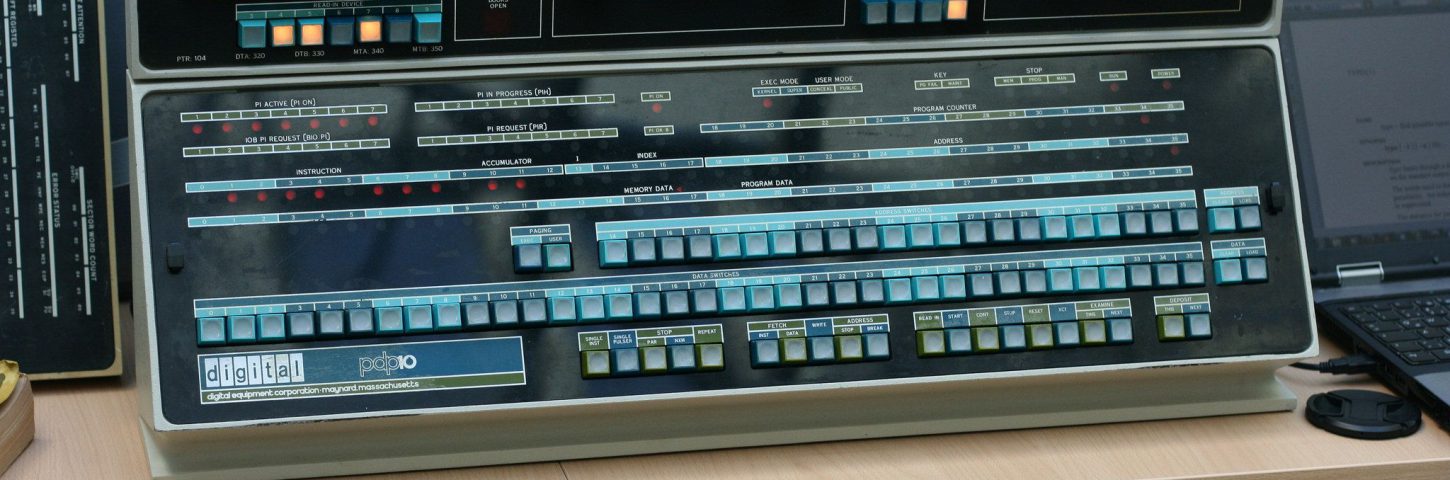 READ-IN DEVICE
3 4 5 6 7 8 9
PTR: 104 DTA: 320 DTB: 330 MTA: 340 MTB: 350
DOORS
OPEN
PI ACTIVE (PI ON)
1 2 3 4 5 6 7
IOB PI REQUEST (BIO PI)
1 2 3 4 5 6 7
PI IN PROGRESS (PIH)
1 2 3 4 5 6 7
PI REQUEST (PIR)
1 2 3 4 5 6 7
PI ON
PI OK 8
EXEC MODE USER MODE
KERNEL SUPER CONCEAL PUBLIC
KEY
PG FAIL MAINT
STOP
MEM PROG MAN
RUN
POWER
PROGRAM COUNTER
18 19 20 21 22 23 24 25 26 27 28 29 30 31 32 33 34 35
INSTRUCTION ACCUMULATOR I INDEX ADDRESS
0 1 2 3 4 5 6 7 8 9 10 11 12 13 14 15 16 17 18 19 20 21 22 23 24 25 26 27 28 29 30 31 32 33 34 35
MEMORY DATA PROGRAM DATA
0 1 2 3 4 5 6 7 8 9 10 11 12 13 14 15 16 17 18 19 20 21 22 23 24 25 26 27 28 29 30 31 32 33 34 35
PAGING
EXEC USER
ADDRESS SWITCHES
14 15 16 17 18 19 20 21 22 23 24 25 26 27 28 29 30 31 32 33 34 35
ADDRESS
CLEAR LOAD
DATA SWITCHES
0 1 2 3 4 5 6 7 8 9 10 11 12 13 14 15 16 17 18 19 20 21 22 23 24 25 26 27 28 29 30 31 32 33 34 35
DATA
CLEAR LOAD
SINGLE
INST
SINGLE
PULSER
STOP
PAR NXM
REPEAT
FETCH
INST DATA
WRITE
ADDRESS
STOP BREAK
READ IN START CONT STOP RESET XCT
EXAMINE
THIS NEXT
DEPOSIT
THIS NEXT
digital pdp10
digital equipment corporation·maynard.massachusetts
ATTENTION
ERROR STATUS
SECTOR WORD COUNT